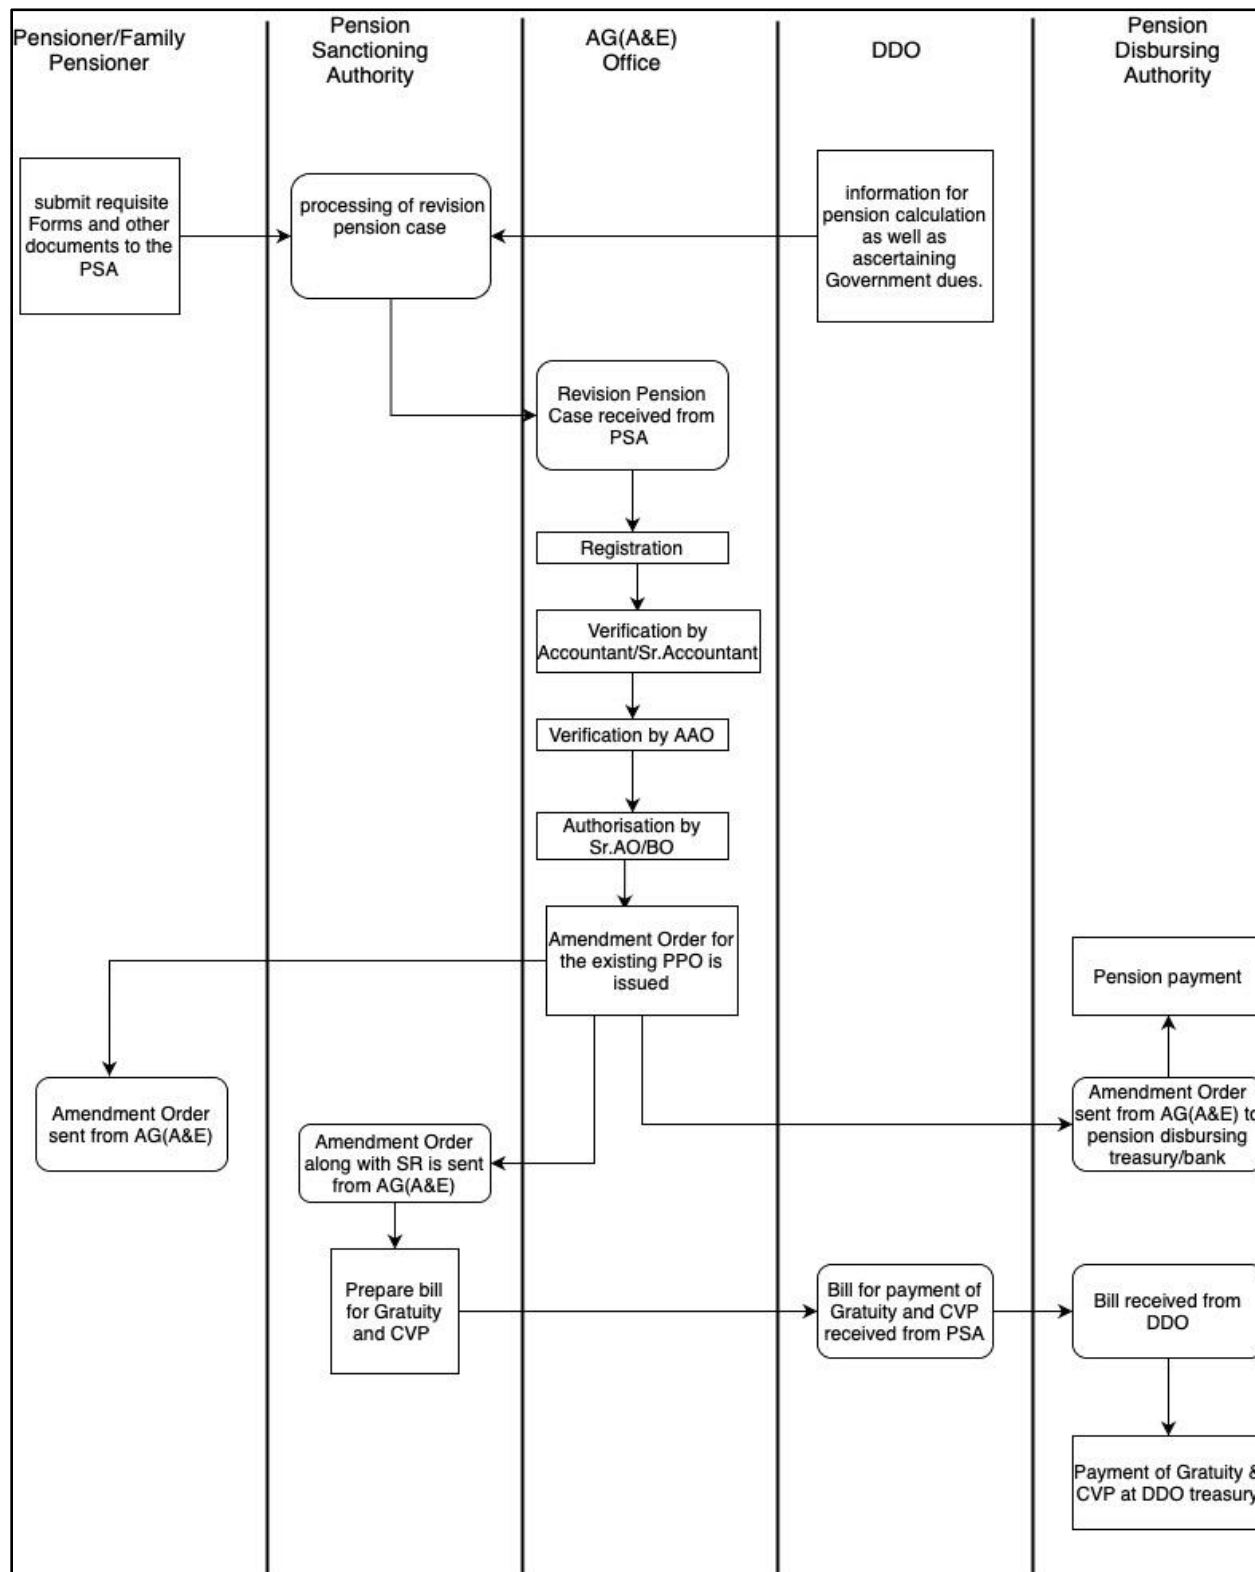 Pensioner/Family
Pensioner
Pension
Sanctioning
Authority
AG(A&E)
Office
DDO
Pension
Disbursing
Authority
submit requisite
Forms and other
documents to the
PSA
processing of revision
pension case
information for
pension calculation
as well as
ascertaining
Government dues.
Revision Pension
Case received from
PSA
Registration
Verification by
Accountant/Sr.Accountant
Verification by AAO
Authorisation by
Sr.AO/BO
Amendment Order for
the existing PPO is
issued
Pension payment
Amendment Order
sent from AG(A&E)
Amendment Order
along with SR is sent
from AG(A&E)
Amendment Order
sent from AG(A&E) to
pension disbursing
treasury/bank
Prepare bill
for Gratuity
and CVP
Bill for payment of
Gratuity and CVP
received from PSA
Bill received from
DDO
Payment of Gratuity &
CVP at DDO treasury